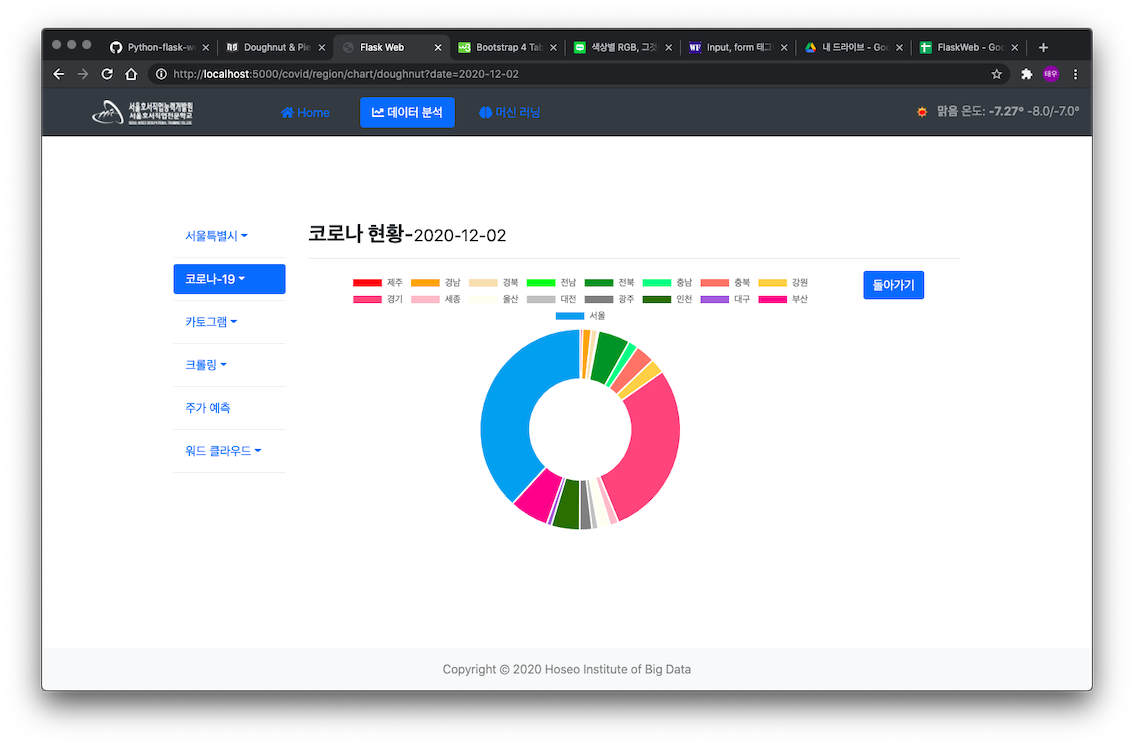 Python-flask-w
Doughnut & Pie
Flask Web
Bootstrap 4 Tab
색상별 RGB, 그것
Input, form 태그
내 드라이브 - Goo
FlaskWeb - Goo
http://localhost:5000/covid/region/chart/doughnut?date=2020-12-02
태우
서울호서직업능력개발원
서울호서직업전문학교
Home
데이터 분석
머신 러닝
맑음 온도: -7.27° -8.0/-7.0°
서울특별시
코로나-19
카토그램
크롤링
주가 예측
워드 클라우드
코로나 현황-2020-12-02
제주 경남 경북 전남 전북 충남 충북 강원
경기 세종 울산 대전 광주 인천 대구 부산
서울
돌아가기
Copyright © 2020 Hoseo Institute of Big Data